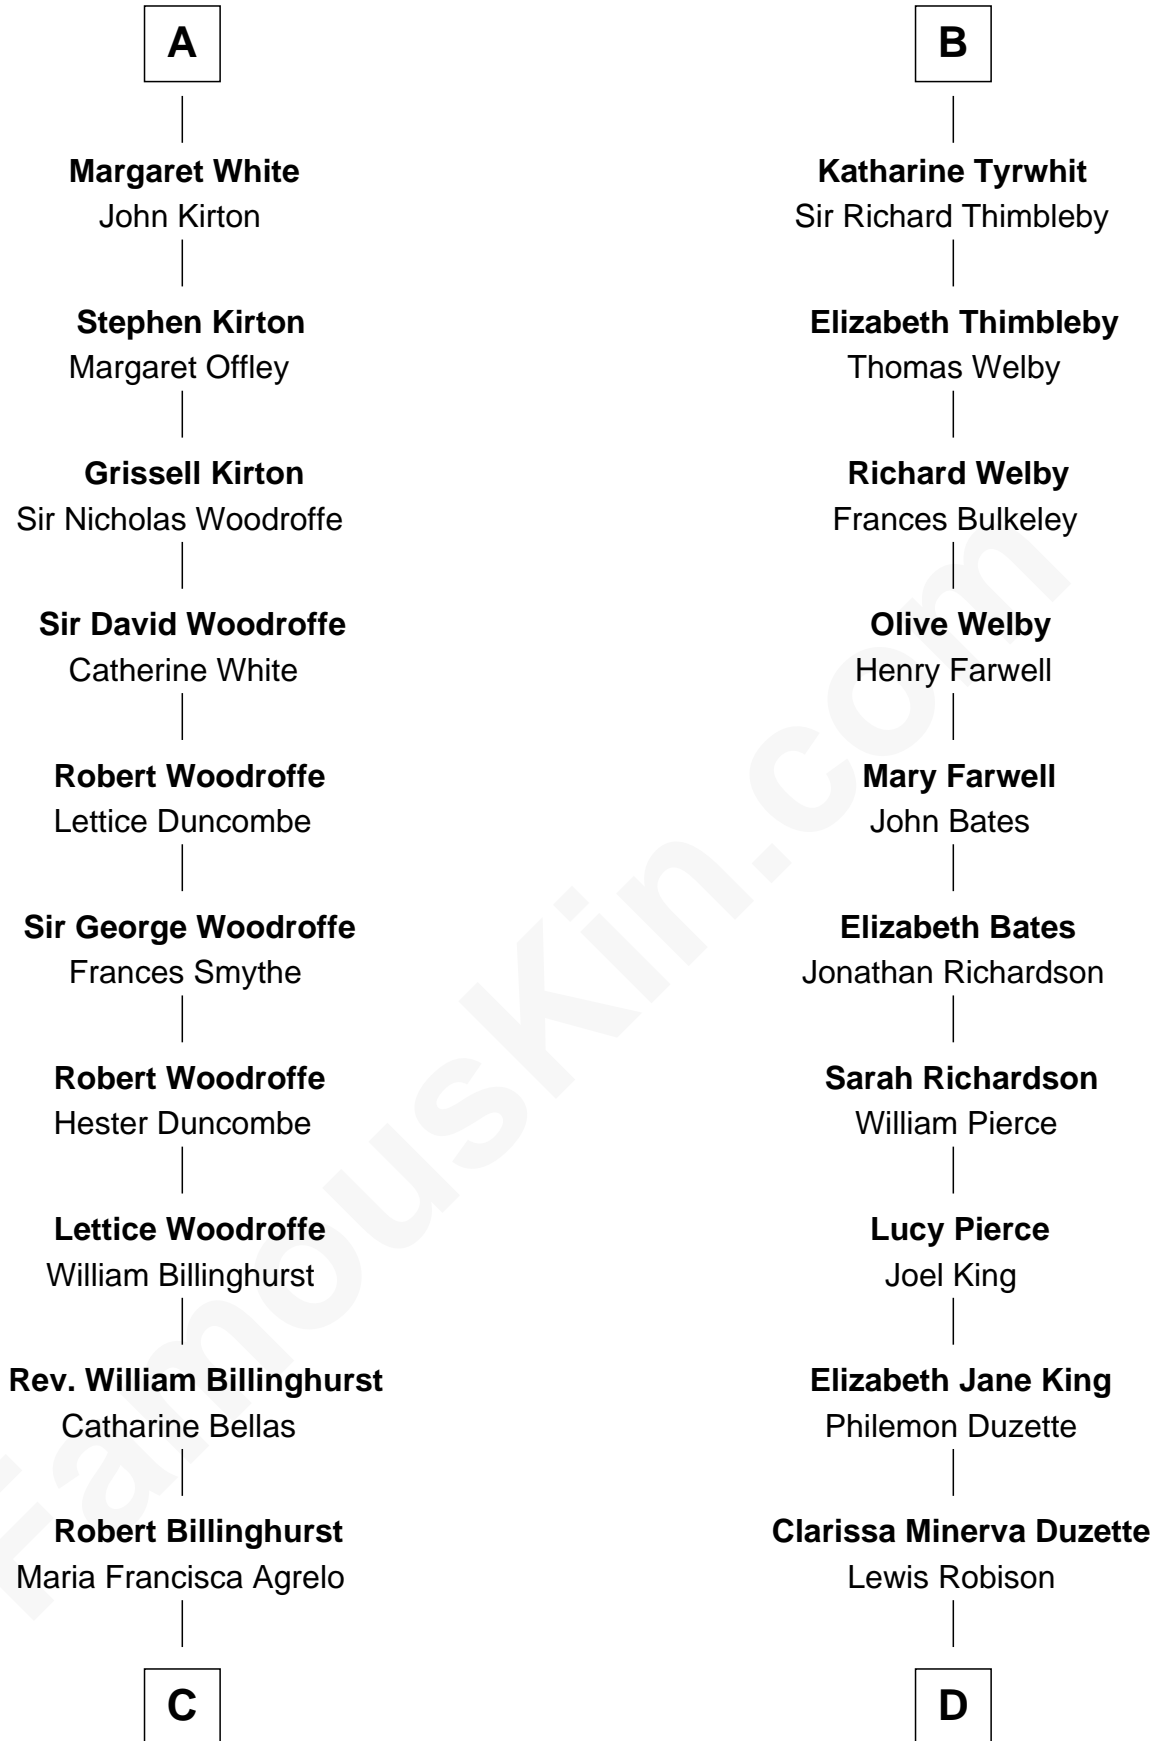 A
Margaret White
John Kirton
Stephen Kirton
Margaret Offley
Grissell Kirton
Sir Nicholas Woodroffe
Sir David Woodroffe
Catherine White
Robert Woodroffe
Lettice Duncombe
Sir George Woodroffe
Frances Smythe
Robert Woodroffe
Hester Duncombe
Lettice Woodroffe
William Billinghurst
Rev. William Billinghurst
Catharine Bellas
Robert Billinghurst
Maria Francisca Agrelo
C
B
Katharine Tyrwhit
Sir Richard Thimbleby
Elizabeth Thimbleby
Thomas Welby
Richard Welby
Frances Bulkeley
Olive Welby
Henry Farwell
Mary Farwell
John Bates
Elizabeth Bates
Jonathan Richardson
Sarah Richardson
William Pierce
Lucy Pierce
Joel King
Elizabeth Jane King
Philemon Duzette
Clarissa Minerva Duzette
Lewis Robison
D
FamousKin.com